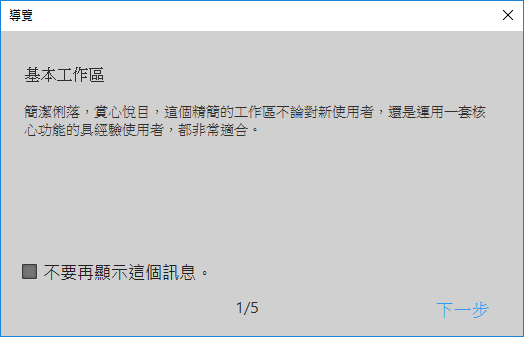 導覽
基本工作區
簡潔俐落，賞心悅目，這個精簡的工作區不論對新使用者，還是運用一套核
心功能的具經驗使用者，都非常適合。
不要再顯示這個訊息。
1/5
下一步